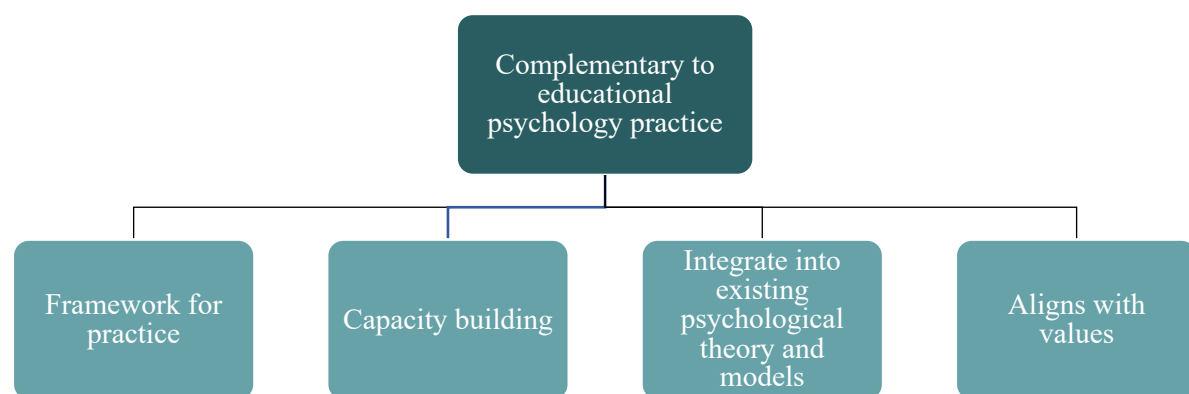 Complementary to
educational
psychology practice
Framework for
practice
Capacity building
Integrate into
existing
psychological
theory and
models
Aligns with
values